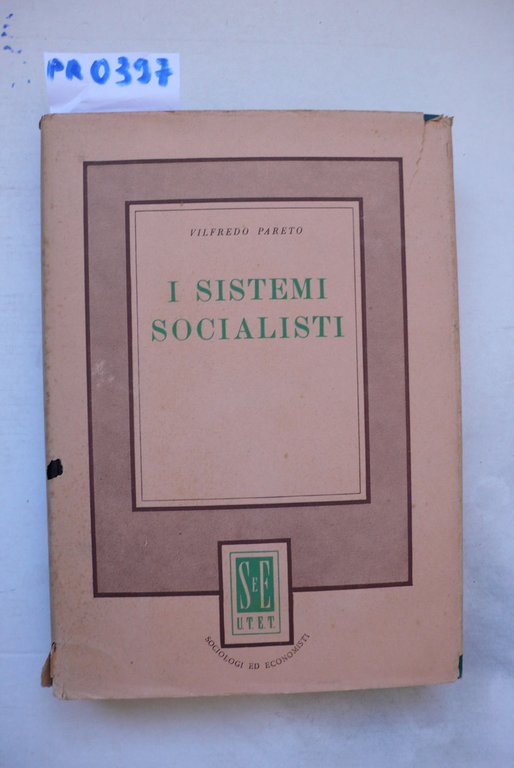 PR0397
VILFREDO PARETO
I SISTEMI
SOCIALISTI
S E E
U.T.E.T.
SOCIOLOGI ED ECONOMISTI